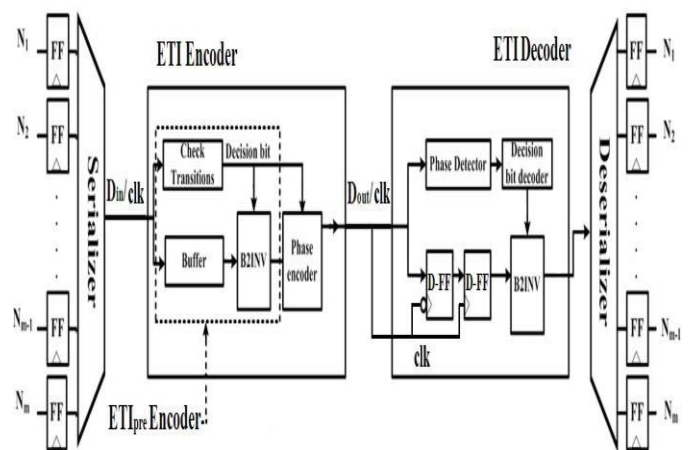 ETI Encoder
ETI Decoder
N1
FF
N2
FF
Nm-1
FF
Nm
FF
Serializer
Din/clk
Check Transitions
Decision bit
Buffer
B2INV
Phase encoder
ETIpre Encoder
Dout/clk
Phase Detector
Decision bit decoder
D-FF
D-FF
B2INV
clk
Deserializer
FF
N1
FF
N2
FF
Nm-1
FF
Nm